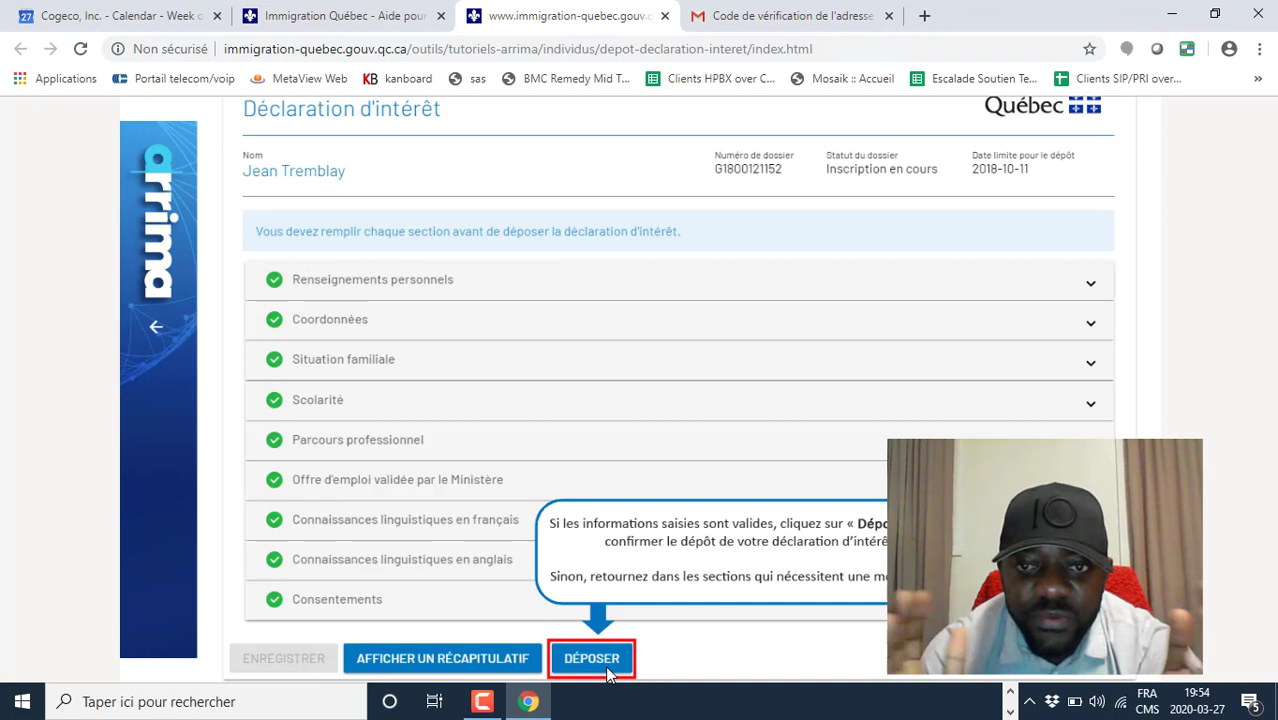 27 Cogeco, Inc. - Calendar - Week o
Immigration Québec - Aide pour
www.immigration-quebec.gouv.
Code de vérification de l'adresse
Non sécurisé immigration-quebec.gouv.qc.ca/outils/tutoriels-arrima/individus/depot-declaration-interet/index.html
Applications Portail telecom/voip MetaView Web KB kanboard sas BMC Remedy Mid T... Clients HPBX over C... Mosaik :: Accueil Escalade Soutien Te... Clients SIP/PRI over... »
Déclaration d'intérêt
Québec
arrima
Nom
Jean Tremblay
Numéro de dossier
G1800121152
Statut du dossier
Inscription en cours
Date limite pour le dépôt
2018-10-11
Vous devez remplir chaque section avant de déposer la déclaration d'intérêt.
Renseignements personnels
Coordonnées
Situation familiale
Scolarité
Parcours professionnel
Offre d'emploi validée par le Ministère
Connaissances linguistiques en français
Connaissances linguistiques en anglais
Consentements
Si les informations saisies sont valides, cliquez sur « Dépo
confirmer le dépôt de votre déclaration d'intérê
Sinon, retournez dans les sections qui nécessitent une m
ENREGISTRER AFFICHER UN RÉCAPITULATIF DÉPOSER
Taper ici pour rechercher
FRA
CMS
19:54
2020-03-27
5